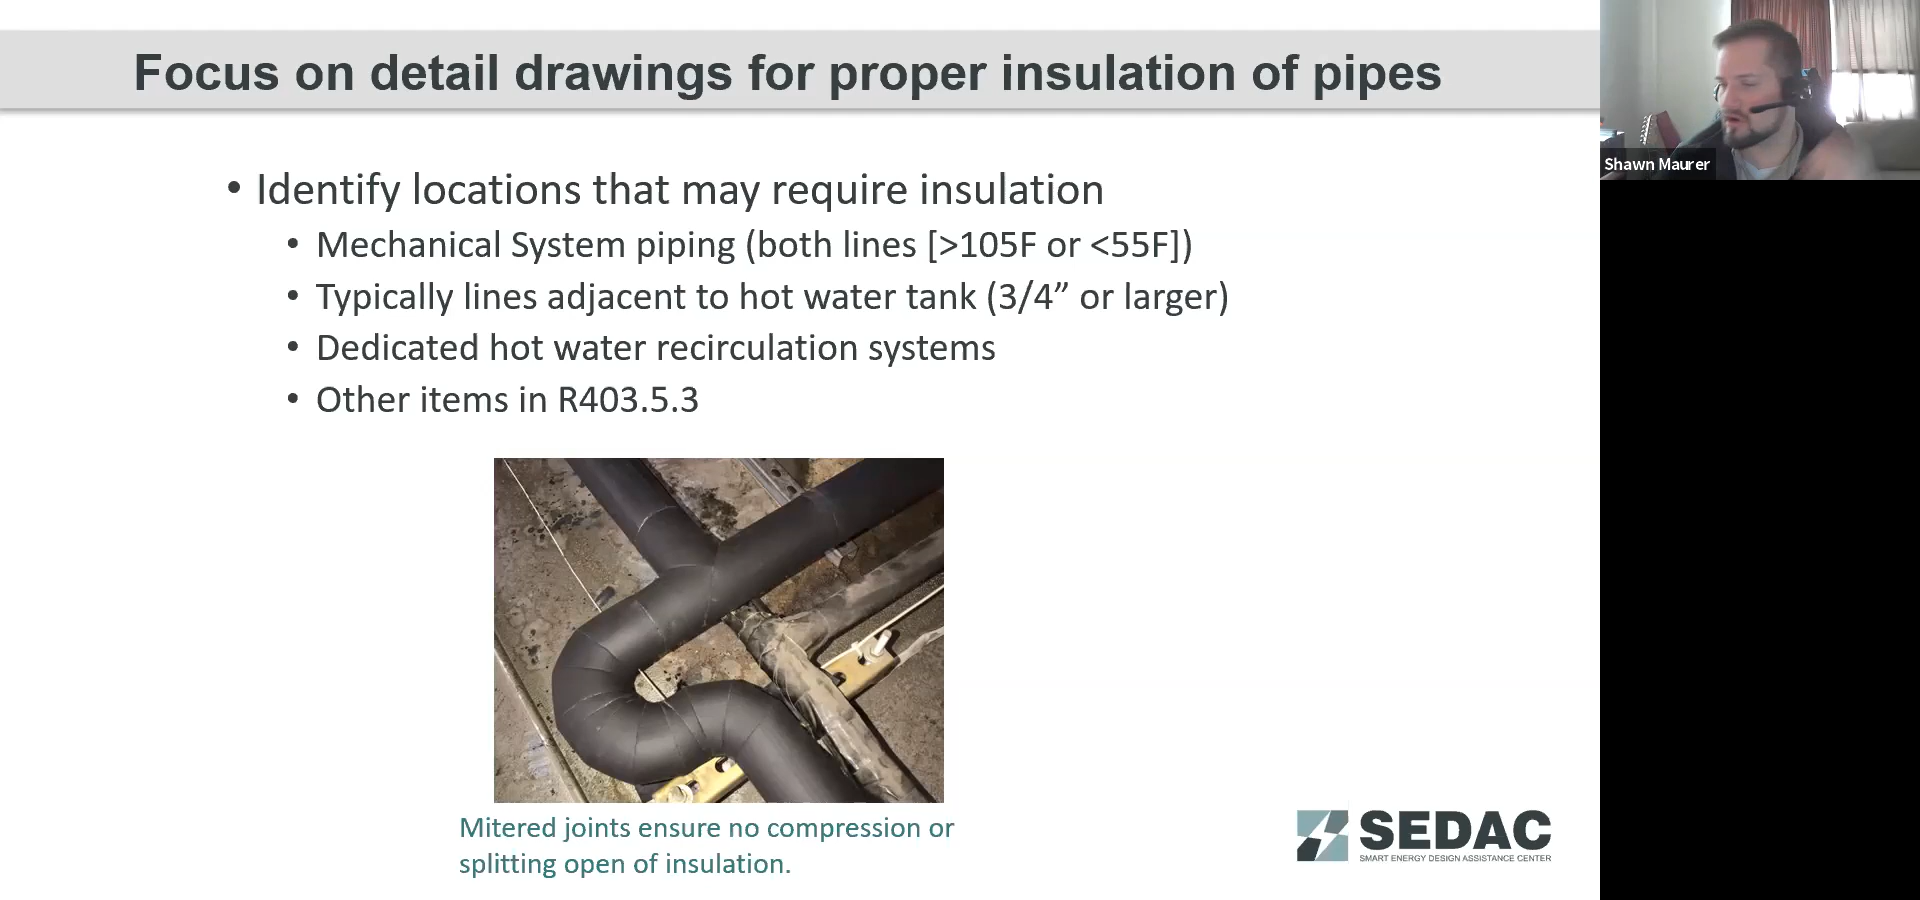 Focus on detail drawings for proper insulation of pipes
Shawn Maurer
• Identify locations that may require insulation
• Mechanical System piping (both lines [>105F or <55F])
• Typically lines adjacent to hot water tank (3/4” or larger)
• Dedicated hot water recirculation systems
• Other items in R403.5.3
Mitered joints ensure no compression or
splitting open of insulation.
SEDAC
SMART ENERGY DESIGN ASSISTANCE CENTER